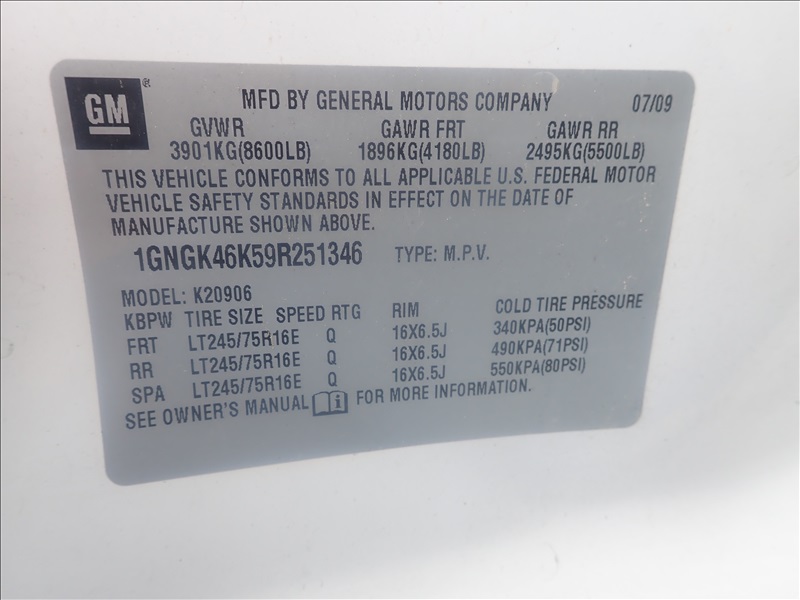 GM ®
MFD BY GENERAL MOTORS COMPANY 07/09
GVWR GAWR FRT GAWR RR
3901KG(8600LB) 1896KG(4180LB) 2495KG(5500LB)
THIS VEHICLE CONFORMS TO ALL APPLICABLE U.S. FEDERAL MOTOR
VEHICLE SAFETY STANDARDS IN EFFECT ON THE DATE OF
MANUFACTURE SHOWN ABOVE.
1GNGK46K59R251346 TYPE: M.P.V.
MODEL: K20906
KBPW TIRE SIZE SPEED RTG RIM COLD TIRE PRESSURE
FRT LT245/75R16E Q 16X6.5J 340KPA(50PSI)
RR LT245/75R16E Q 16X6.5J 490KPA(71PSI)
SPA LT245/75R16E Q 16X6.5J 550KPA(80PSI)
SEE OWNER'S MANUAL i FOR MORE INFORMATION.